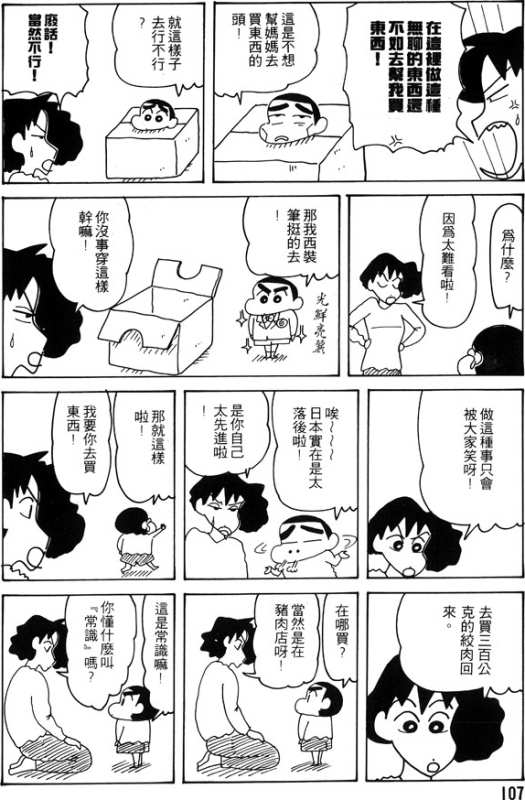 在這裡做這種
無聊的東西還
不如去幫我買
東西！
這是不想
幫媽媽去
買東西的
頭！
就這樣子
去行不行
？
廢話！
當然不行！
為什麼？
因為太難看啦！
那我西裝
筆挺的去
！
光鮮亮麗
你沒事穿這樣
幹嘛！
做這種事只會
被大家笑呀！
唉~~~~
日本實在是太
落後啦！
是你自己
太先進啦
！
那就這樣
啦！
我要你去買
東西！
去買三百公
克的絞肉回
來。
在哪買？
當然是在
豬肉店呀！
這是常識嘛！
你懂什麼叫
『常識』嗎？
107